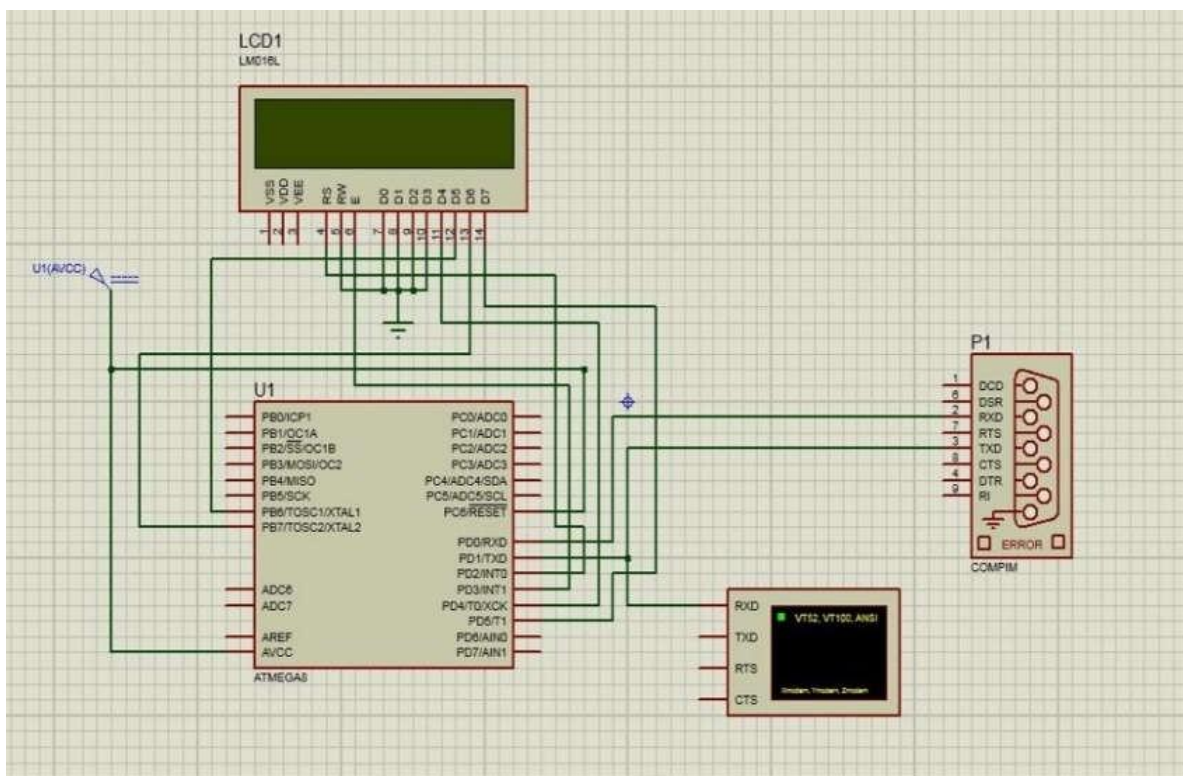 LCD1
LM016L
VSS
VDD
VEE
RS
RW
E
D0
D1
D2
D3
D4
D5
D6
D7
1
2
3
4
5
6
7
8
9
10
11
12
13
14
U1(AVCC)
U1
PB0/ICP1
PB1/OC1A
PB2/SS/OC1B
PB3/MOSI/OC2
PB4/MISO
PB5/SCK
PB6/TOSC1/XTAL1
PB7/TOSC2/XTAL2
ADC6
ADC7
AREF
AVCC
PC0/ADC0
PC1/ADC1
PC2/ADC2
PC3/ADC3
PC4/ADC4/SDA
PC5/ADC5/SCL
PC6/RESET
PD0/RXD
PD1/TXD
PD2/INT0
PD3/INT1
PD4/T0/XCK
PD5/T1
PD6/AIN0
PD7/AIN1
ATMEGA8
P1
1 DCD
6 DSR
2 RXD
7 RTS
3 TXD
8 CTS
4 DTR
9 RI
ERROR
COMPIM
RXD
TXD
RTS
CTS
VT52, VT100, ANSI
Xmodem, Ymodem, Zmodem